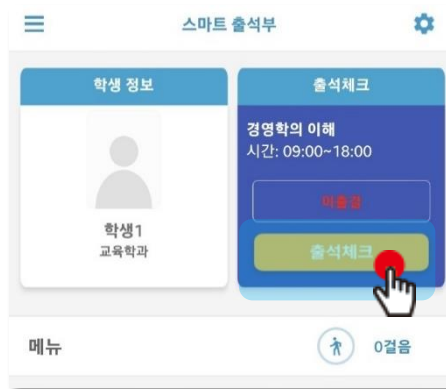 스마트 출석부
학생 정보
학생1
교육학과
출석체크
경영학의 이해
시간: 09:00~18:00
미출결
출석체크
메뉴
0걸음